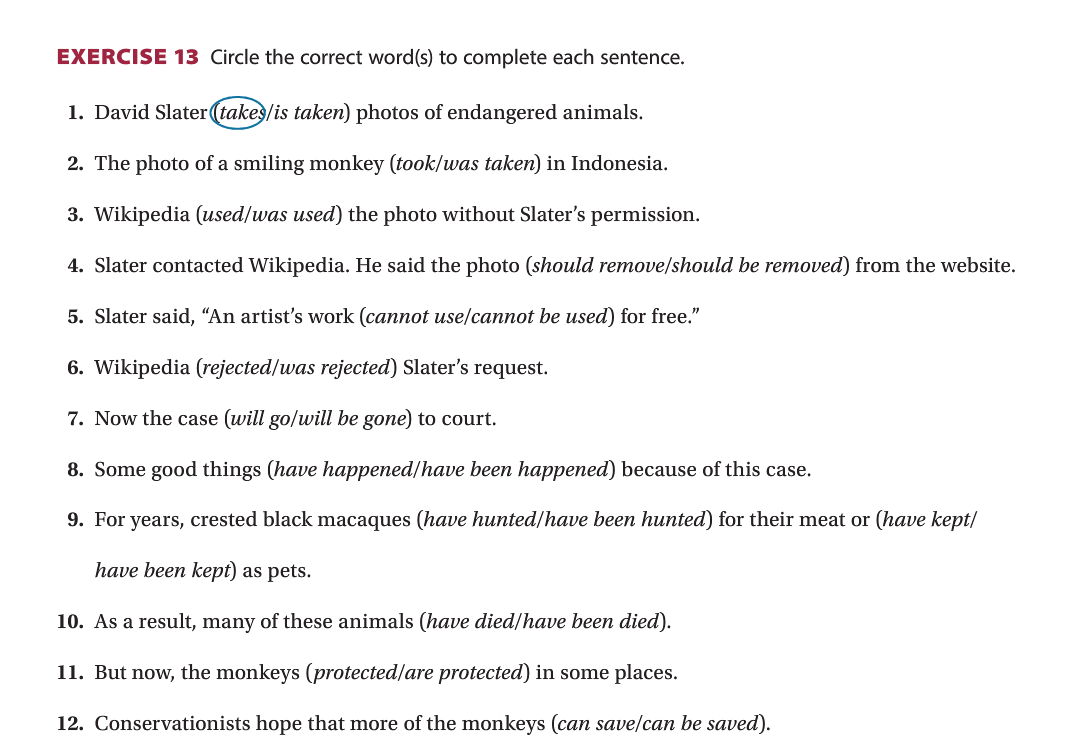 EXERCISE 13 Circle the correct word(s) to complete each sentence.
1. David Slater (takes/is taken) photos of endangered animals.
2. The photo of a smiling monkey (took/was taken) in Indonesia.
3. Wikipedia (used/was used) the photo without Slater’s permission.
4. Slater contacted Wikipedia. He said the photo (should remove/should be removed) from the website.
5. Slater said, “An artist’s work (cannot use/cannot be used) for free.”
6. Wikipedia (rejected/was rejected) Slater’s request.
7. Now the case (will go/will be gone) to court.
8. Some good things (have happened/have been happened) because of this case.
9. For years, crested black macaques (have hunted/have been hunted) for their meat or (have kept/
have been kept) as pets.
10. As a result, many of these animals (have died/have been died).
11. But now, the monkeys (protected/are protected) in some places.
12. Conservationists hope that more of the monkeys (can save/can be saved).